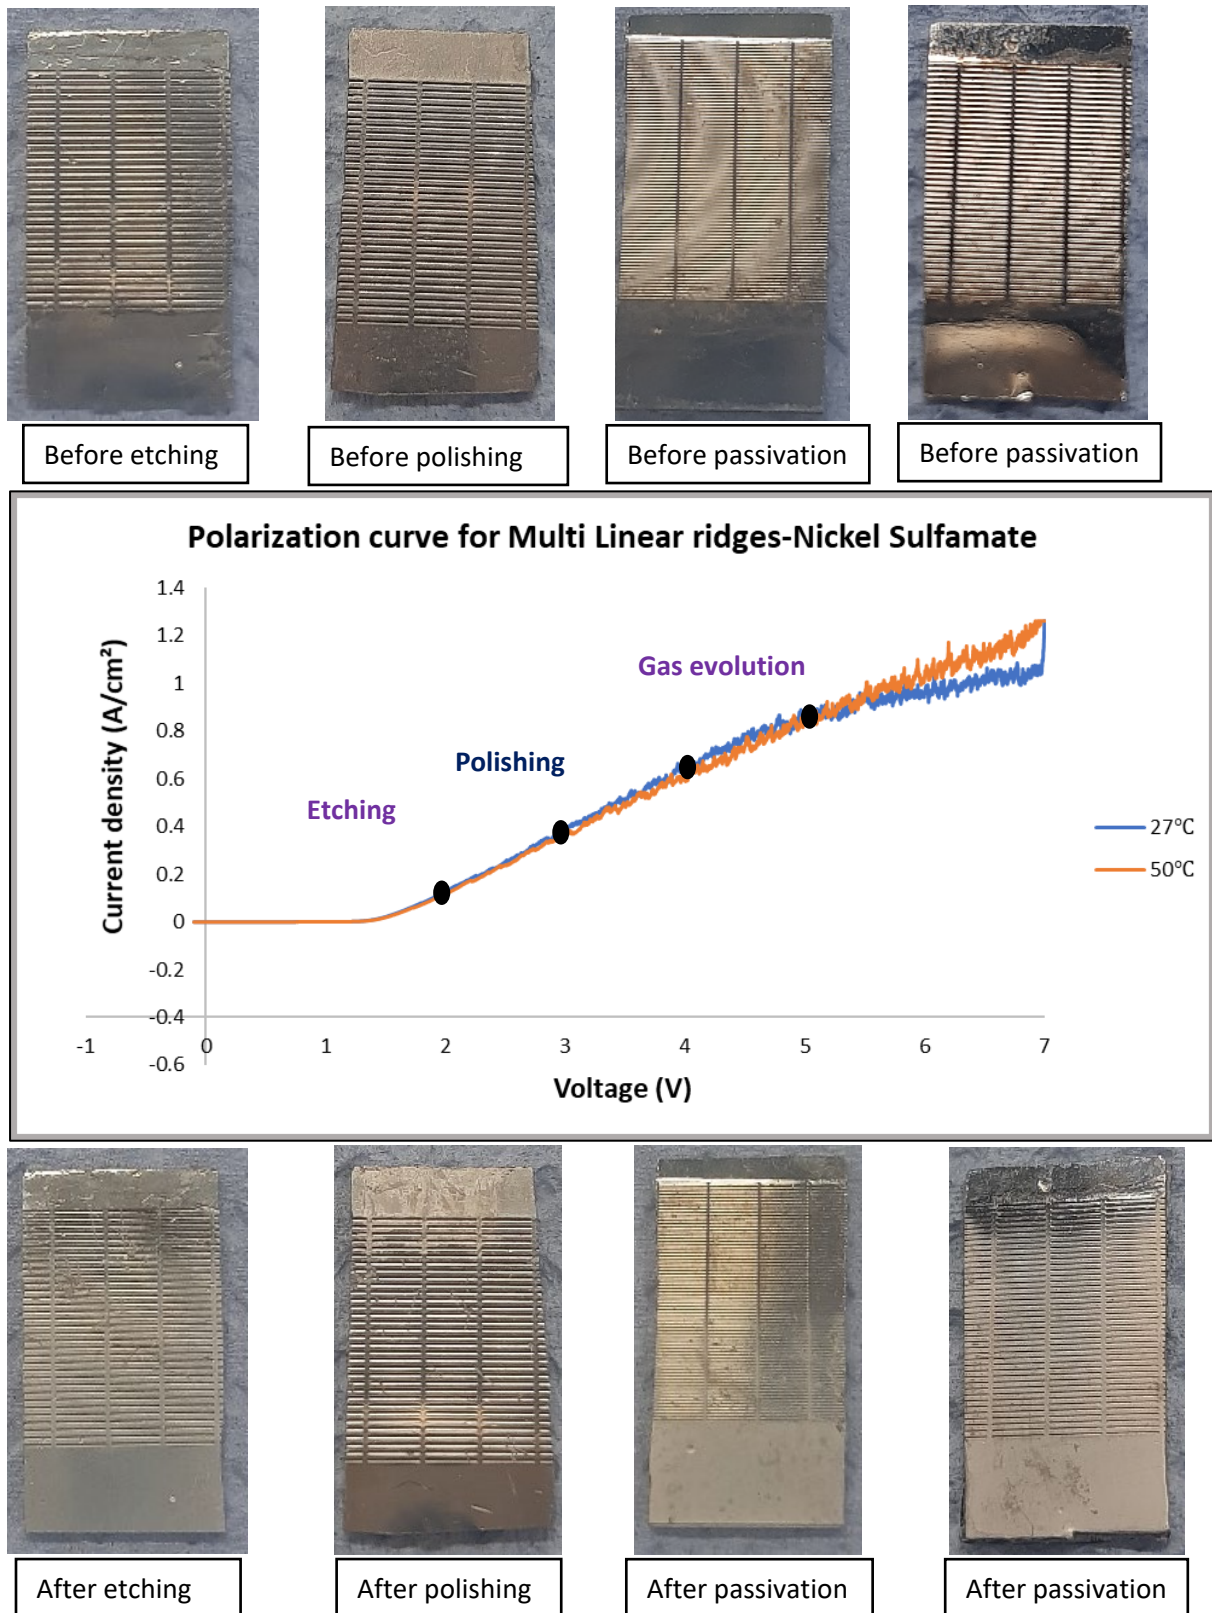 Before etching
Before polishing
Before passivation
Before passivation
Polarization curve for Multi Linear ridges-Nickel Sulfamate
Current density (A/cm²)
1.4
1.2
1
0.8
0.6
0.4
0.2
0
-0.2
-0.4
-0.6
Etching
Polishing
Gas evolution
27°C
50°C
-1 0 1 2 3 4 5 6 7
Voltage (V)
After etching
After polishing
After passivation
After passivation